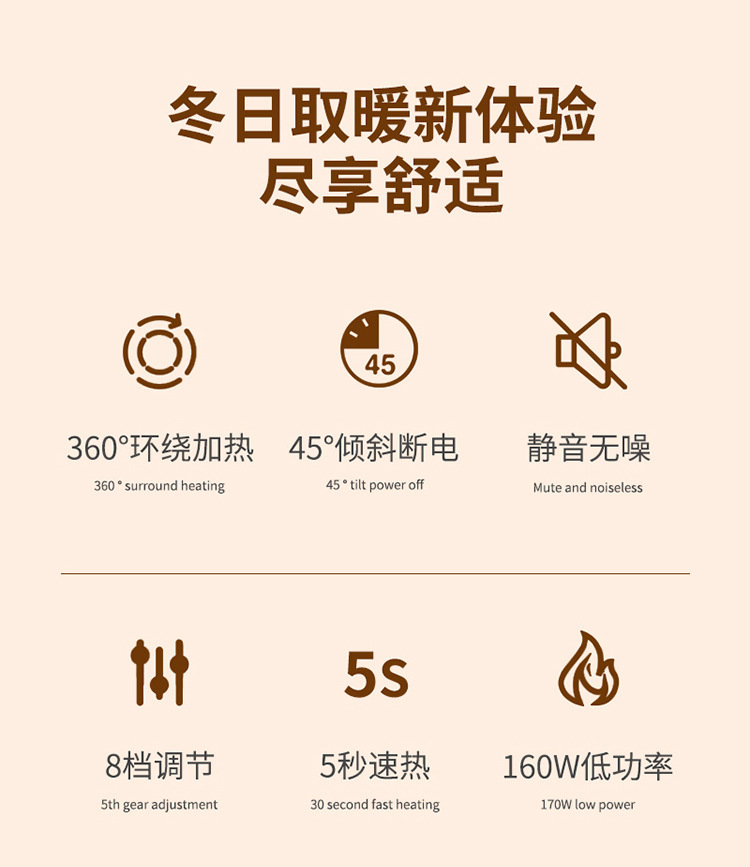 冬日取暖新体验
尽享舒适
45
360°环绕加热 45°倾斜断电 静音无噪
360 ° surround heating 45 ° tilt power off Mute and noiseless
5s
8档调节 5秒速热 160W低功率
5th gear adjustment 30 second fast heating 170W low power